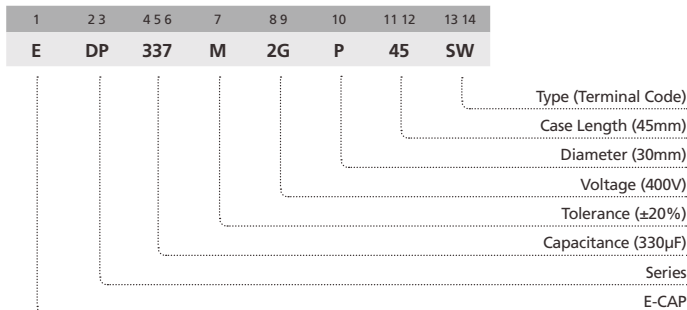 1 2 3 4 5 6 7 8 9 10 11 12 13 14
E DP 337 M 2G P 45 SW
Type (Terminal Code)
Case Length (45mm)
Diameter (30mm)
Voltage (400V)
Tolerance (±20%)
Capacitance (330µF)
Series
E-CAP